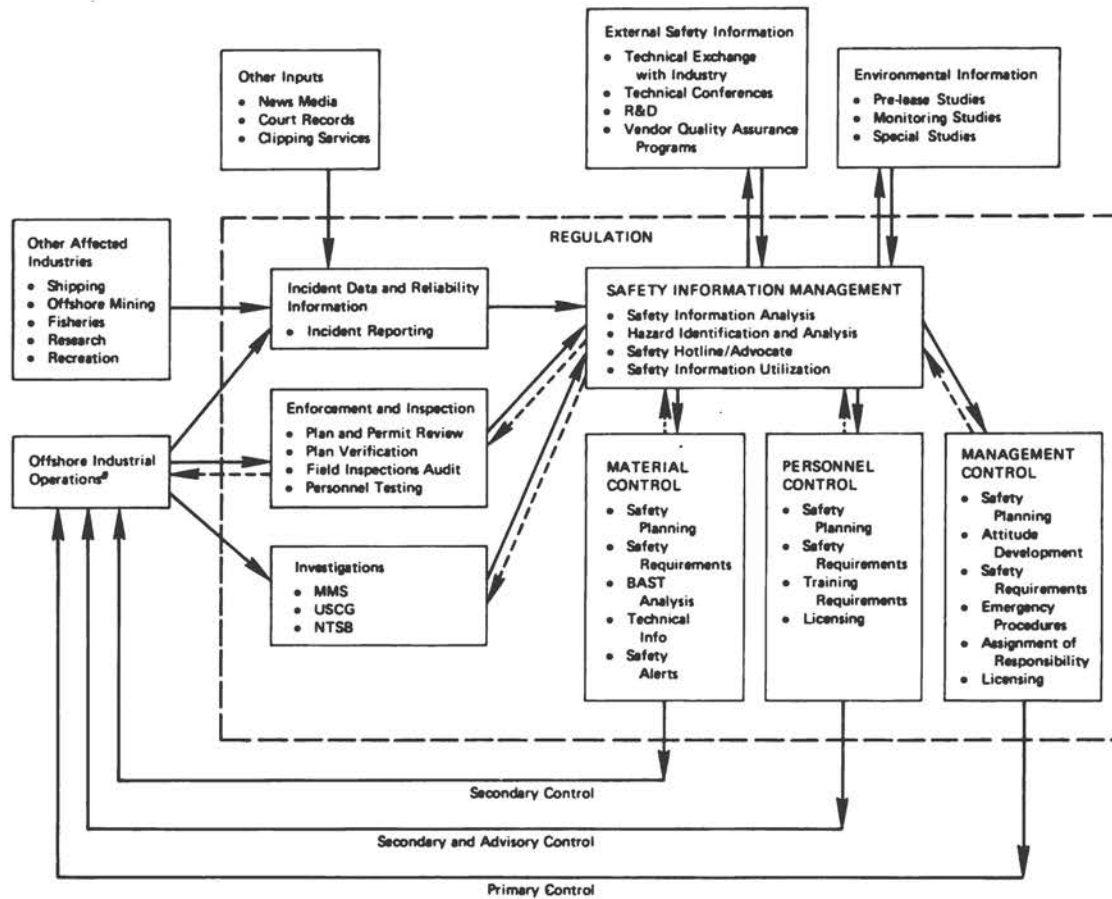 External Safety Information
• Technical Exchange
with Industry
• Technical Conferences
• R&D
• Vendor Quality Assurance
Programs
Other Inputs
• News Media
• Court Records
• Clipping Services
Environmental Information
• Pre-lease Studies
• Monitoring Studies
• Special Studies
REGULATION
Other Affected
Industries
• Shipping
• Offshore Mining
• Fisheries
• Research
• Recreation
Incident Data and Reliability
Information
• Incident Reporting
SAFETY INFORMATION MANAGEMENT
• Safety Information Analysis
• Hazard Identification and Analysis
• Safety Hotline/Advocate
• Safety Information Utilization
Offshore Industrial
Operationsᵃ
Enforcement and Inspection
• Plan and Permit Review
• Plan Verification
• Field Inspections Audit
• Personnel Testing
Investigations
• MMS
• USCG
• NTSB
MATERIAL
CONTROL
• Safety
Planning
• Safety
Requirements
• BAST
Analysis
• Technical
Info
• Safety
Alerts
PERSONNEL
CONTROL
• Safety
Planning
• Safety
Requirements
• Training
Requirements
• Licensing
MANAGEMENT
CONTROL
• Safety
Planning
• Attitude
Development
• Safety
Requirements
• Emergency
Procedures
• Assignment of
Responsibility
• Licensing
Secondary Control
Secondary and Advisory Control
Primary Control